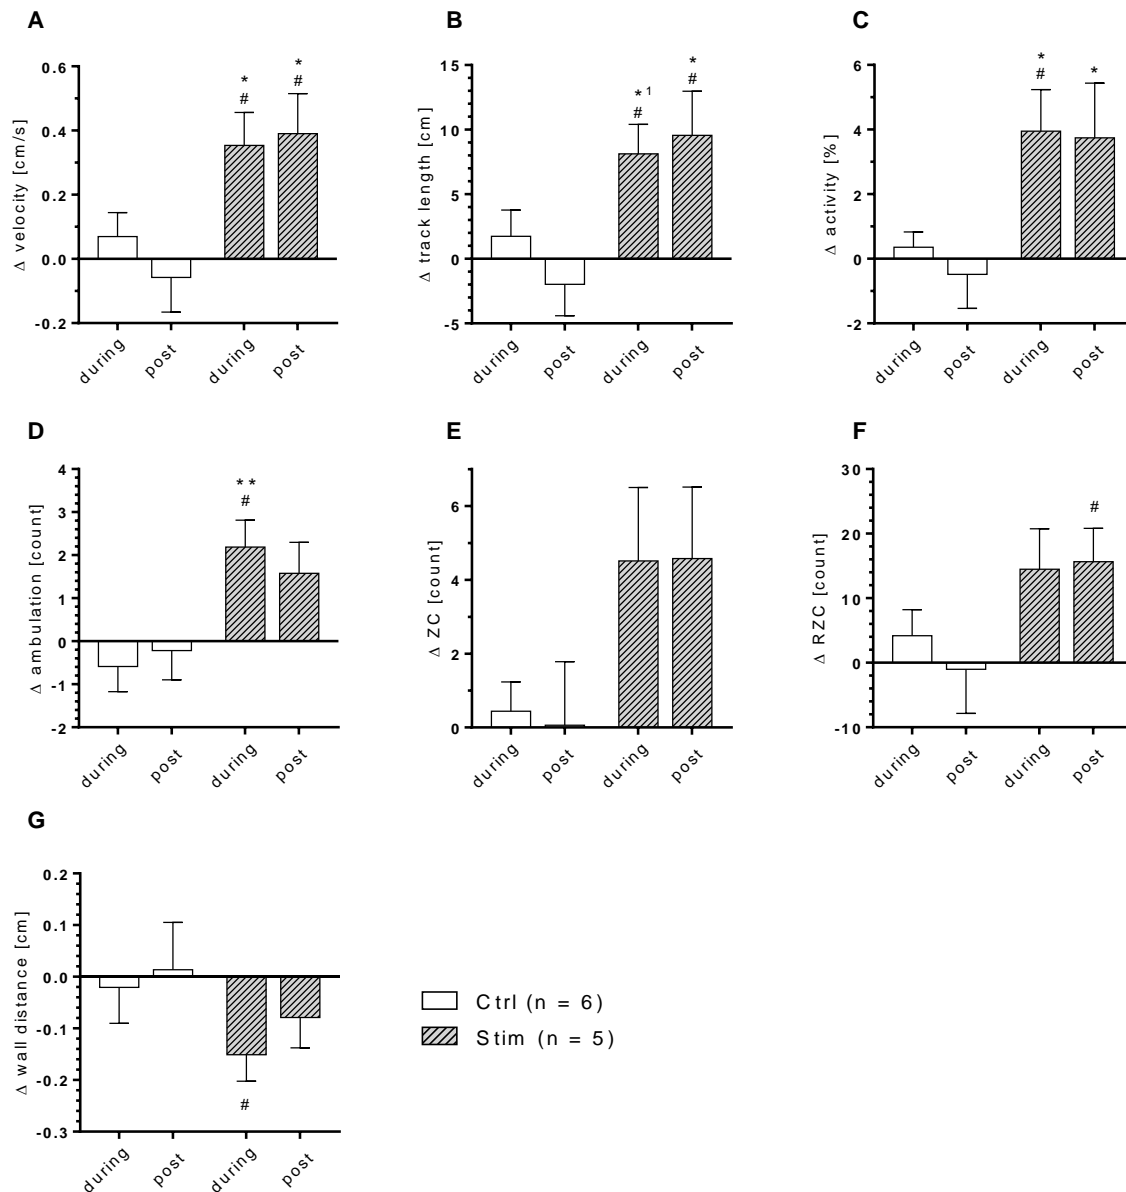 A
Δ velocity [cm/s]
0.6
0.4
0.2
0.0
-0.2
*
#
*
#
during
post
during
post
B
Δ track length [cm]
15
10
5
0
-5
* 1
#
*
#
during
post
during
post
C
Δ activity [%]
6
4
2
0
-2
*
#
*
during
post
during
post
D
Δ ambulation [count]
4
3
2
1
0
-1
-2
**
#
during
post
during
post
E
Δ ZC [count]
6
4
2
0
during
post
during
post
F
Δ RZC [count]
30
20
10
0
-10
#
during
post
during
post
G
Δ wall distance [cm]
0.2
0.1
0.0
-0.1
-0.2
-0.3
#
during
post
during
post
Ctrl (n = 6)
Stim (n = 5)